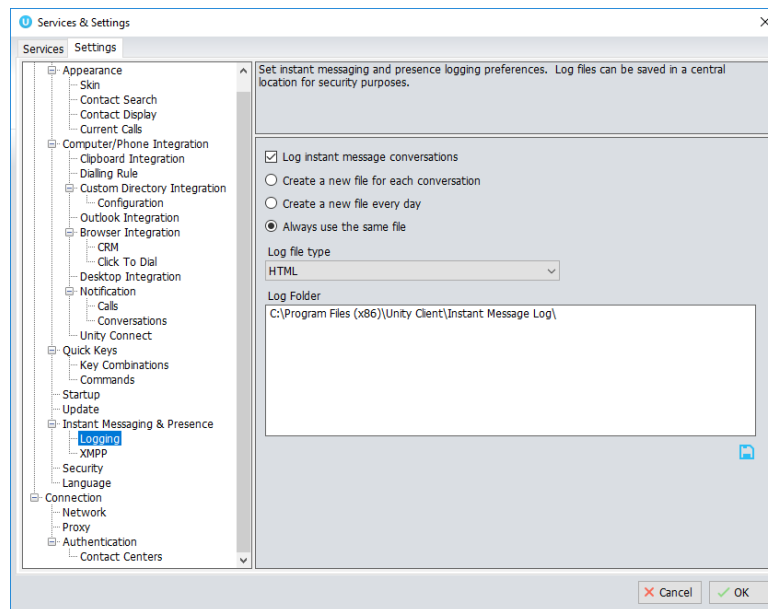 Services & Settings
Services
Settings
Appearance
Skin
Contact Search
Contact Display
Current Calls
Computer/Phone Integration
Clipboard Integration
Dialling Rule
Custom Directory Integration
Configuration
Outlook Integration
Browser Integration
CRM
Click To Dial
Desktop Integration
Notification
Calls
Conversations
Unity Connect
Quick Keys
Key Combinations
Commands
Startup
Update
Instant Messaging & Presence
Logging
XMPP
Security
Language
Connection
Network
Proxy
Authentication
Contact Centers
Set instant messaging and presence logging preferences. Log files can be saved in a central
location for security purposes.
Log instant message conversations
Create a new file for each conversation
Create a new file every day
Always use the same file
Log file type
HTML
Log Folder
C:\Program Files (x86)\Unity Client\Instant Message Log\
Cancel
OK